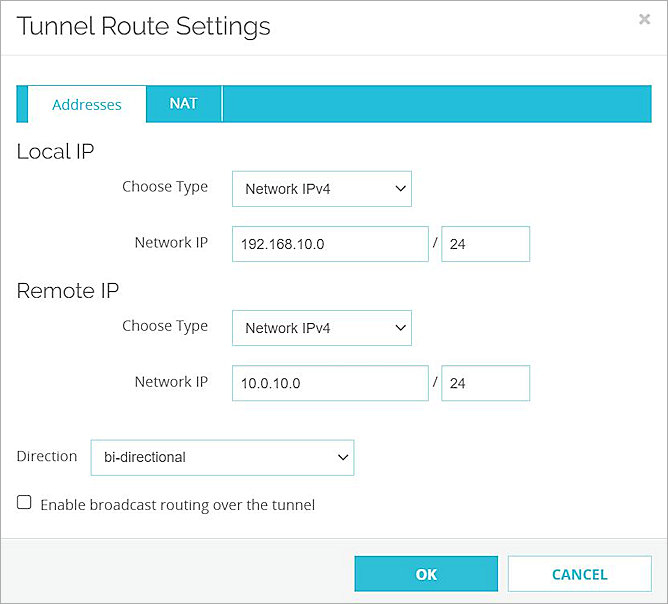 Tunnel Route Settings ×
Addresses NAT
Local IP
Choose Type Network IPv4
Network IP 192.168.10.0 / 24
Remote IP
Choose Type Network IPv4
Network IP 10.0.10.0 / 24
Direction bi-directional
Enable broadcast routing over the tunnel
OK CANCEL